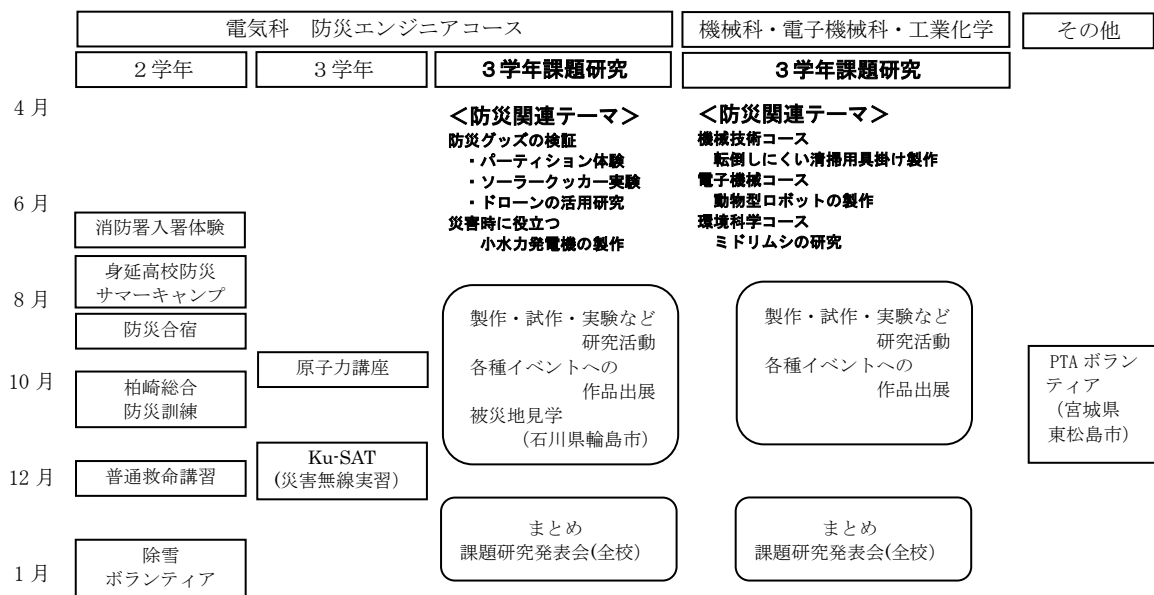 電気科　防災エンジニアコース
機械科・電子機械科・工業化学
その他
２学年
３学年
３学年課題研究
３学年課題研究
4 月
6 月
8 月
10 月
12 月
1 月
消防署入署体験
身延高校防災
サマーキャンプ
防災合宿
柏崎総合
防災訓練
普通救命講習
除雪
ボランティア
原子力講座
Ku-SAT
(災害無線実習）
＜防災関連テーマ＞
防災グッズの検証
・パーティション体験
・ソーラークッカー実験
・ドローンの活用研究
災害時に役立つ
小水力発電機の製作
製作・試作・実験など
研究活動
各種イベントへの
作品出展
被災地見学
（石川県輪島市）
まとめ
課題研究発表会(全校）
＜防災関連テーマ＞
機械技術コース
転倒しにくい清掃用具掛け製作
電子機械コース
動物型ロボットの製作
環境科学コース
ミドリムシの研究
製作・試作・実験など
研究活動
各種イベントへの
作品出展
まとめ
課題研究発表会(全校）
PTA ボラン
ティア
（宮城県
東松島市）